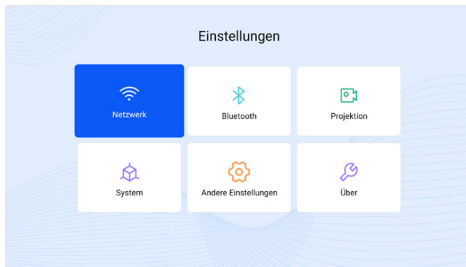 Einstellungen
Netzwerk
Bluetooth
Projektion
System
Andere Einstellungen
Über